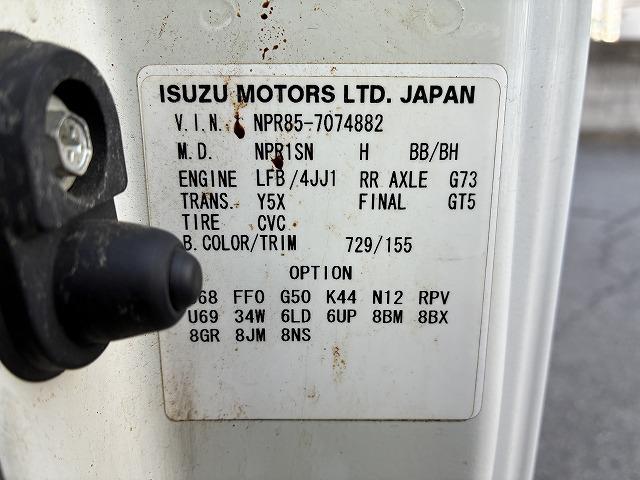 ISUZU MOTORS LTD. JAPAN
V.I.N. NPR85-7074882
M.D. NPR1SN H BB/BH
ENGINE LFB/4JJ1 RR AXLE G73
TRANS. Y5X FINAL GT5
TIRE CVC
B.COLOR/TRIM 729/155
OPTION
68 FF0 G50 K44 N12 RPV
U69 34W 6LD 6UP 8BM 8BX
8GR 8JM 8NS